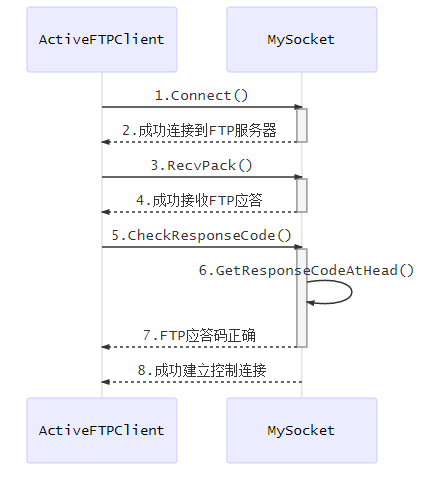 ActiveFTPClient
MySocket
1.Connect()
2.成功连接到FTP服务器
3.RecvPack()
4.成功接收FTP应答
5.CheckResponseCode()
6.GetResponseCodeAtHead()
7.FTP应答码正确
8.成功建立控制连接
ActiveFTPClient
MySocket